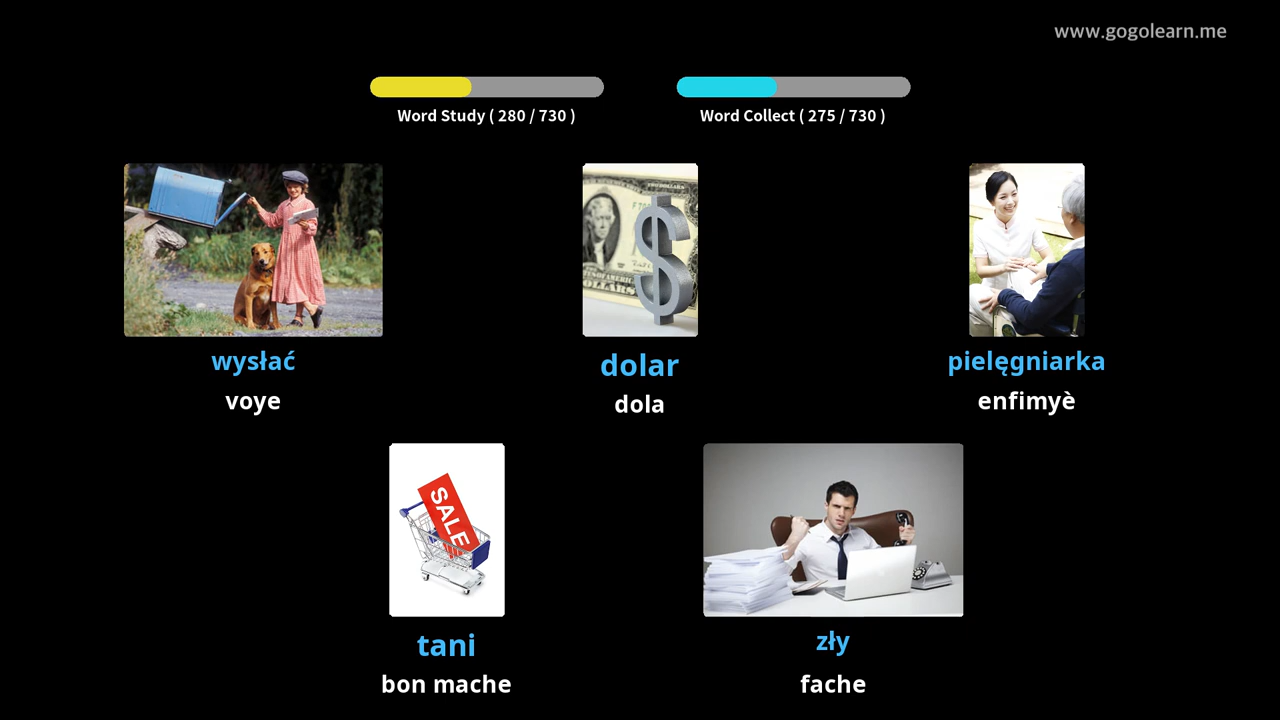 www.gogolearn.me
Word Study ( 280 / 730 )
Word Collect ( 275 / 730 )
wysłać
voye
dolar
dola
pielęgniarka
enfimyè
SALE
tani
bon mache
zły
fache